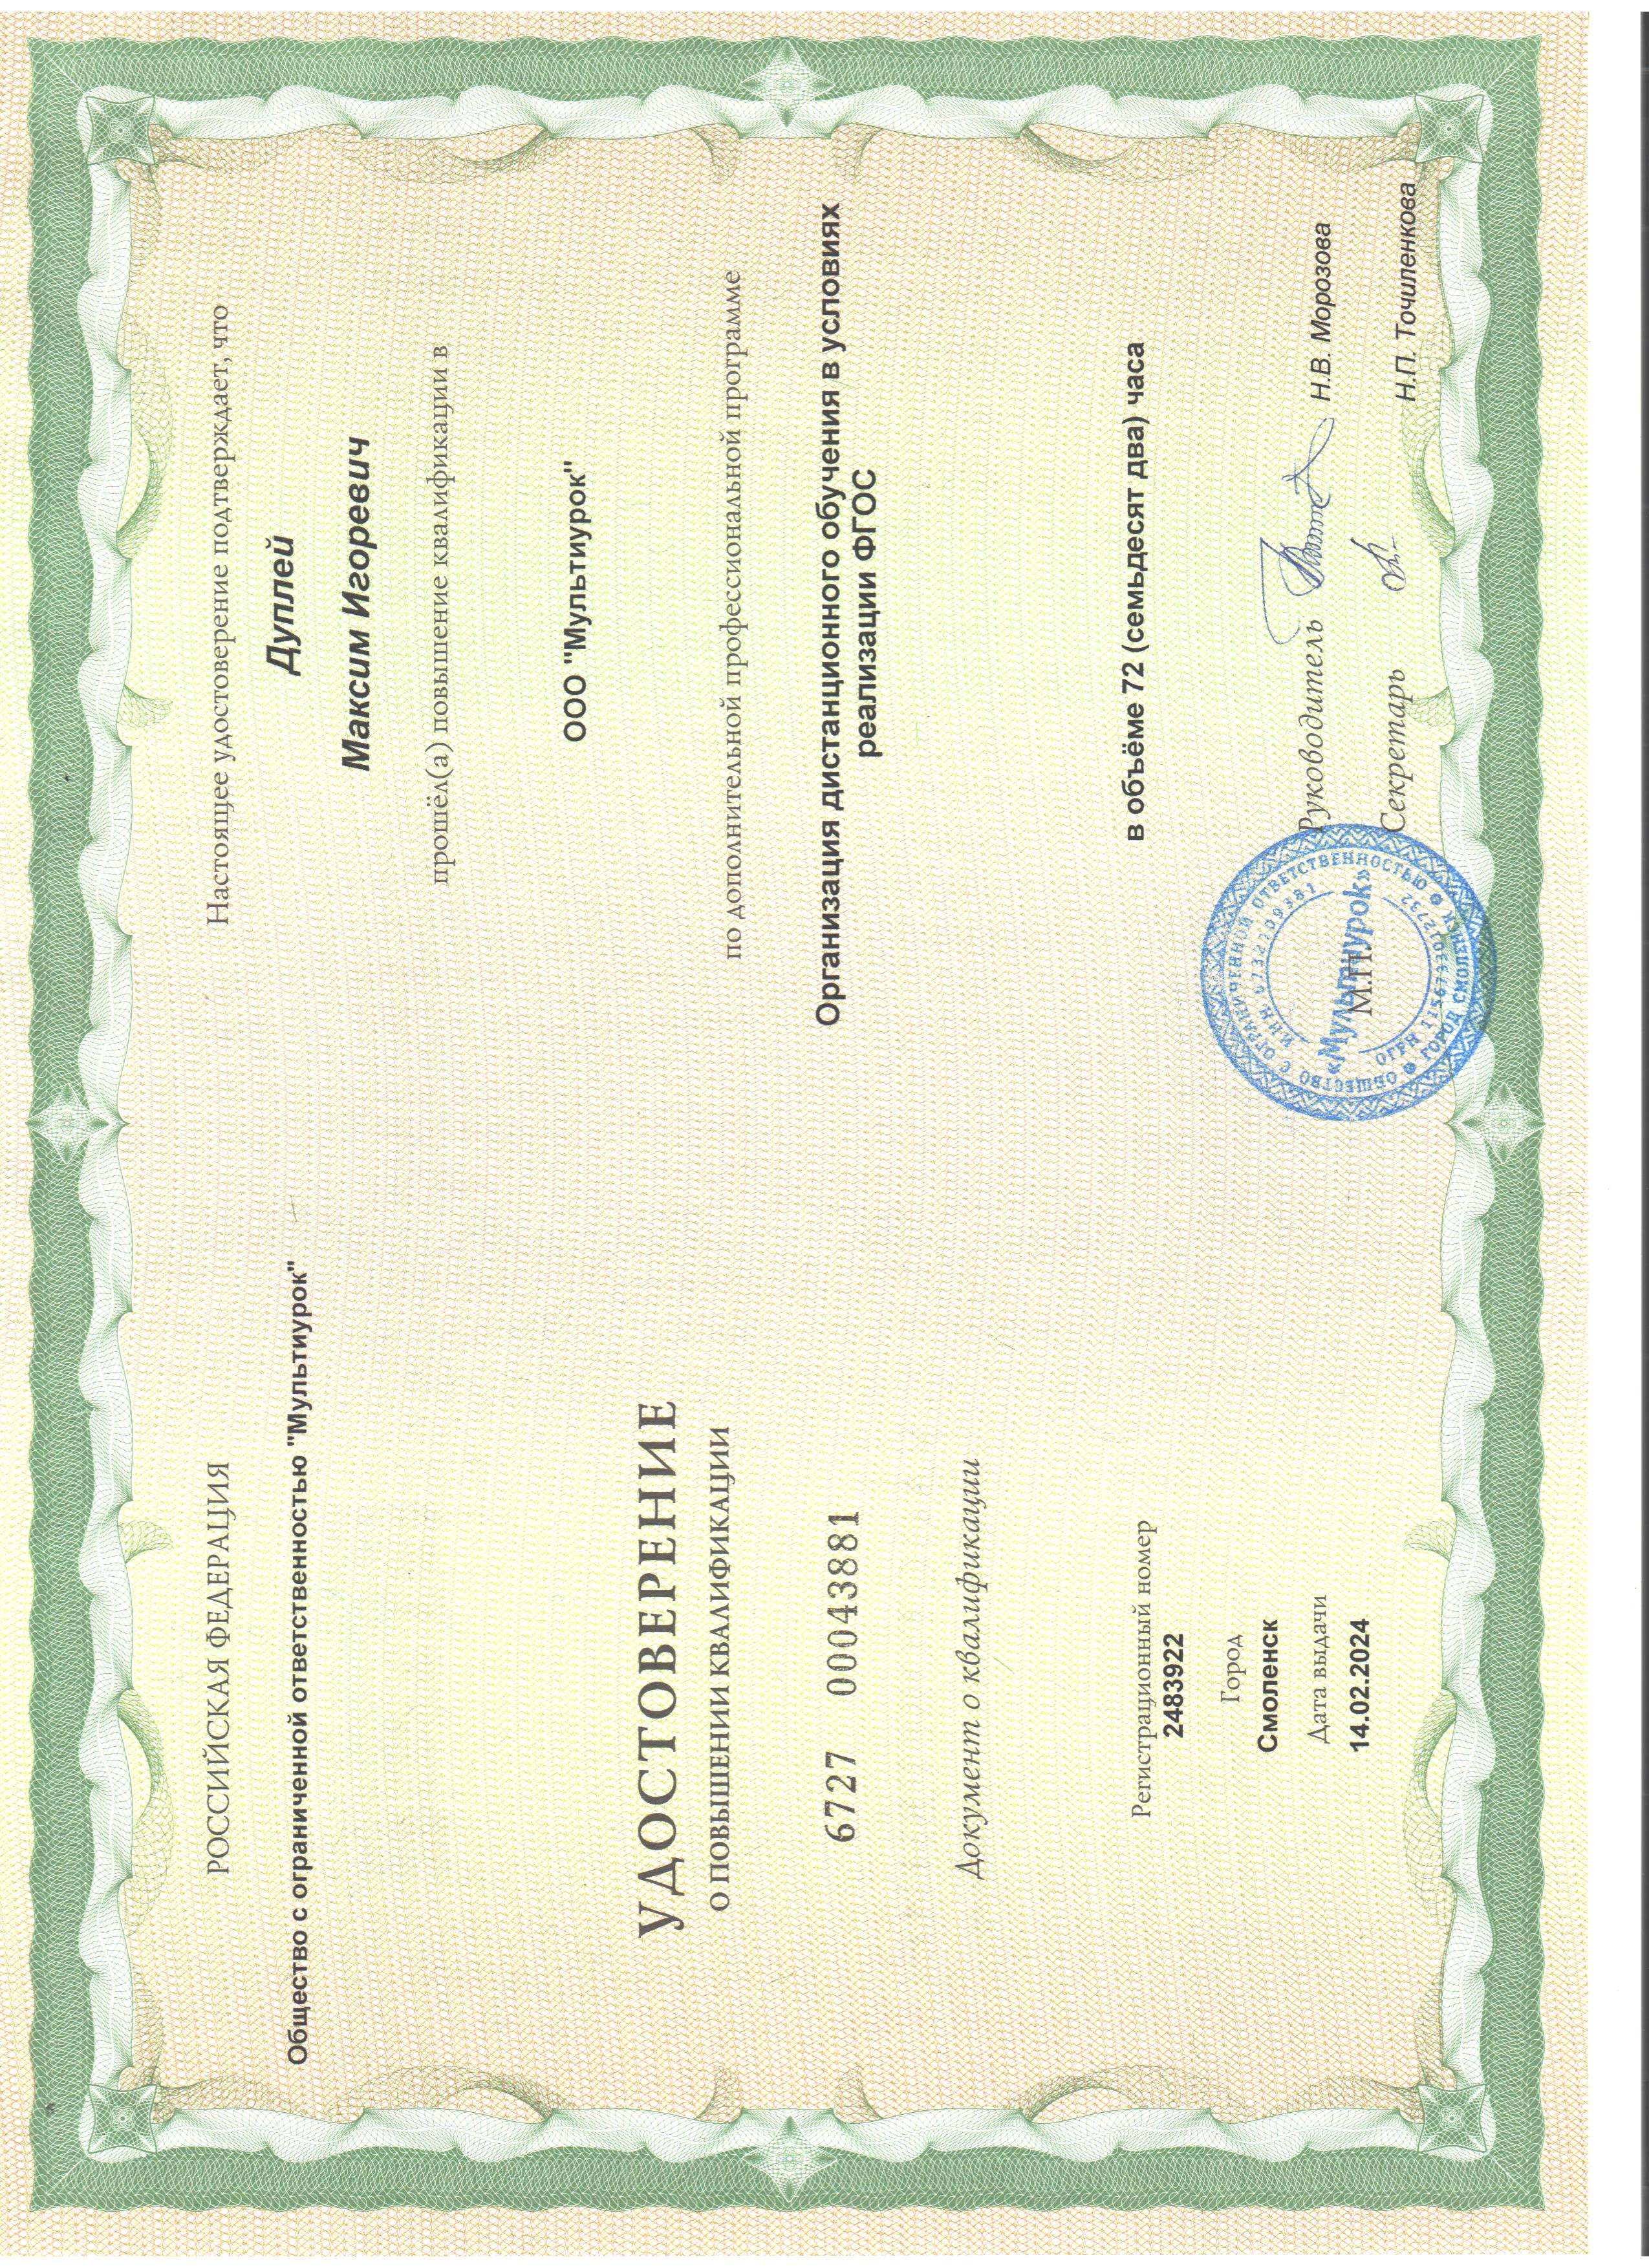 РОССИЙСКАЯ ФЕДЕРАЦИЯ
Общество с ограниченной ответственностью "Мультиурок"
УДОСТОВЕРЕНИЕ
О ПОВЫШЕНИИ КВАЛИФИКАЦИИ
6727 00043881
Документ о квалификации
Регистрационный номер
2483922
Город
Смоленск
Дата выдачи
14.02.2024
Настоящее удостоверение подтверждает, что
Дуплей
Максим Игоревич
прошёл(а) повышение квалификации в
ООО "Мультиурок"
по дополнительной профессиональной программе
Организация дистанционного обучения в условиях
реализации ФГОС
в объёме 72 (семьдесят два) часа
ОБЩЕСТВО С ОГРАНИЧЕННОЙ ОТВЕТСТВЕННОСТЬЮ
ИНН 6732109381
«Мультиурок»
М.П.
ОГРН 1156733012732
ГОРОД СМОЛЕНСК
Руководитель
Н.В. Морозова
Секретарь
Н.П. Точиленкова